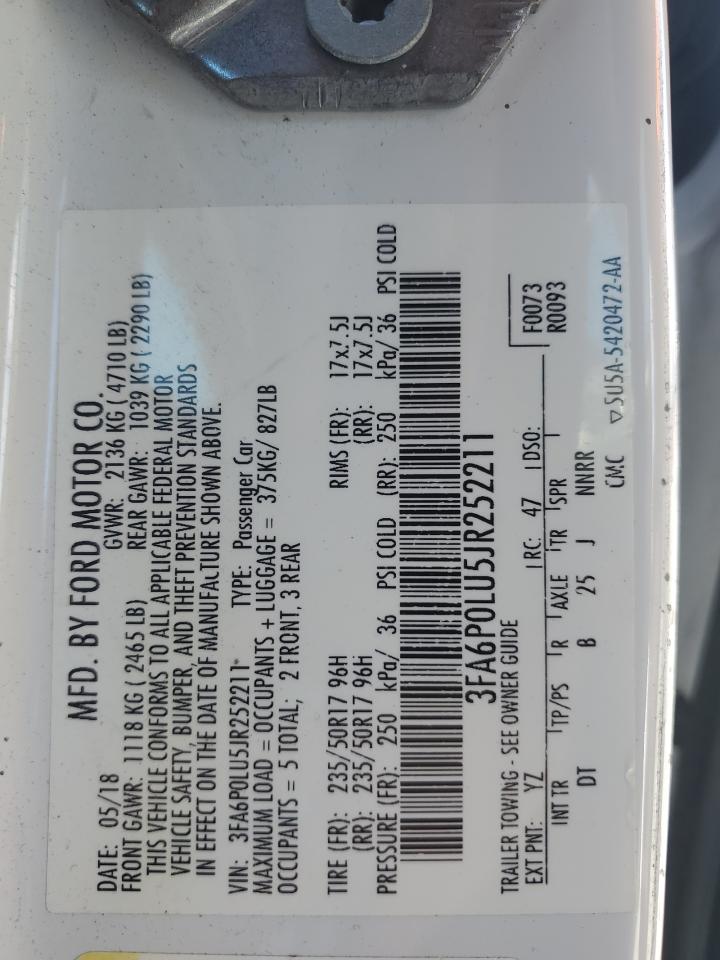 MFD. BY FORD MOTOR CO.
DATE: 05/18 GVWR: 2136 KG ( 4710 LB)
FRONT GAWR: 1118 KG ( 2465 LB) REAR GAWR: 1039 KG ( 2290 LB)
THIS VEHICLE CONFORMS TO ALL APPLICABLE FEDERAL MOTOR
VEHICLE SAFETY, BUMPER, AND THEFT PREVENTION STANDARDS
IN EFFECT ON THE DATE OF MANUFACTURE SHOWN ABOVE.
VIN: 3FA6P0LU5JR252211 TYPE: Passenger Car
MAXIMUM LOAD = OCCUPANTS + LUGGAGE = 375KG/ 827LB
OCCUPANTS = 5 TOTAL; 2 FRONT, 3 REAR
TIRE (FR): 235/50R17 96H RIMS (FR): 17x7.5J
(RR): 235/50R17 96H (RR): 17x7.5J
PRESSURE (FR): 250 kPa/ 36 PSI COLD (RR): 250 kPa/ 36 PSI COLD
3FA6P0LU5JR252211
TRAILER TOWING - SEE OWNER GUIDE
F0073
R0093
EXT PNT: YZ RC: 47 DSO:
INT TR TP/PS R AXLE TR SPR
DT B 25 J NNRR
CMC ▽5U5A-5420472-AA